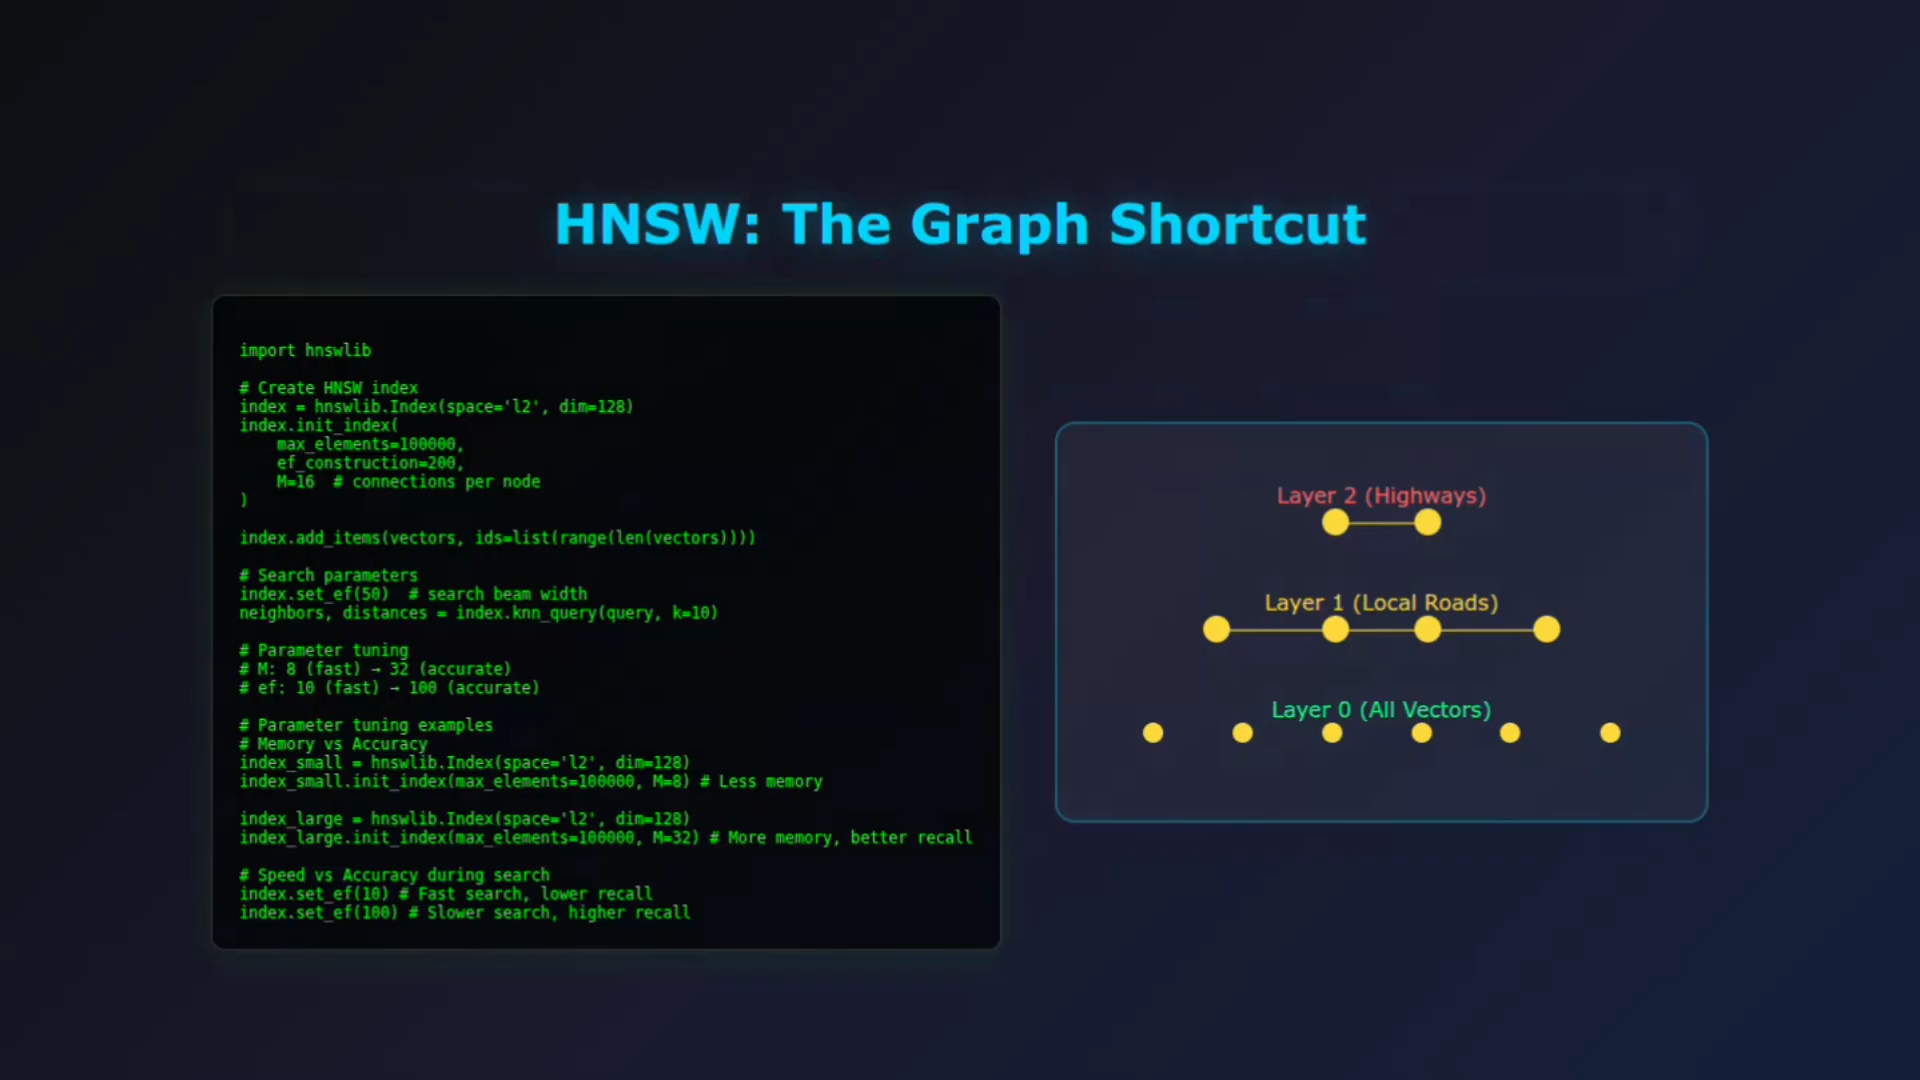 HNSW: The Graph Shortcut
import hnswlib
# Create HNSW index
index = hnswlib.Index(space='l2', dim=128)
index.init_index(
    max_elements=100000,
    ef_construction=200,
    M=16  # connections per node
)
index.add_items(vectors, ids=list(range(len(vectors))))
# Search parameters
index.set_ef(50)  # search beam width
neighbors, distances = index.knn_query(query, k=10)
# Parameter tuning
# M: 8 (fast) → 32 (accurate)
# ef: 10 (fast) → 100 (accurate)
# Parameter tuning examples
# Memory vs Accuracy
index_small = hnswlib.Index(space='l2', dim=128)
index_small.init_index(max_elements=100000, M=8) # Less memory
index_large = hnswlib.Index(space='l2', dim=128)
index_large.init_index(max_elements=100000, M=32) # More memory, better recall
# Speed vs Accuracy during search
index.set_ef(10) # Fast search, lower recall
index.set_ef(100) # Slower search, higher recall
Layer 2 (Highways)
Layer 1 (Local Roads)
Layer 0 (All Vectors)